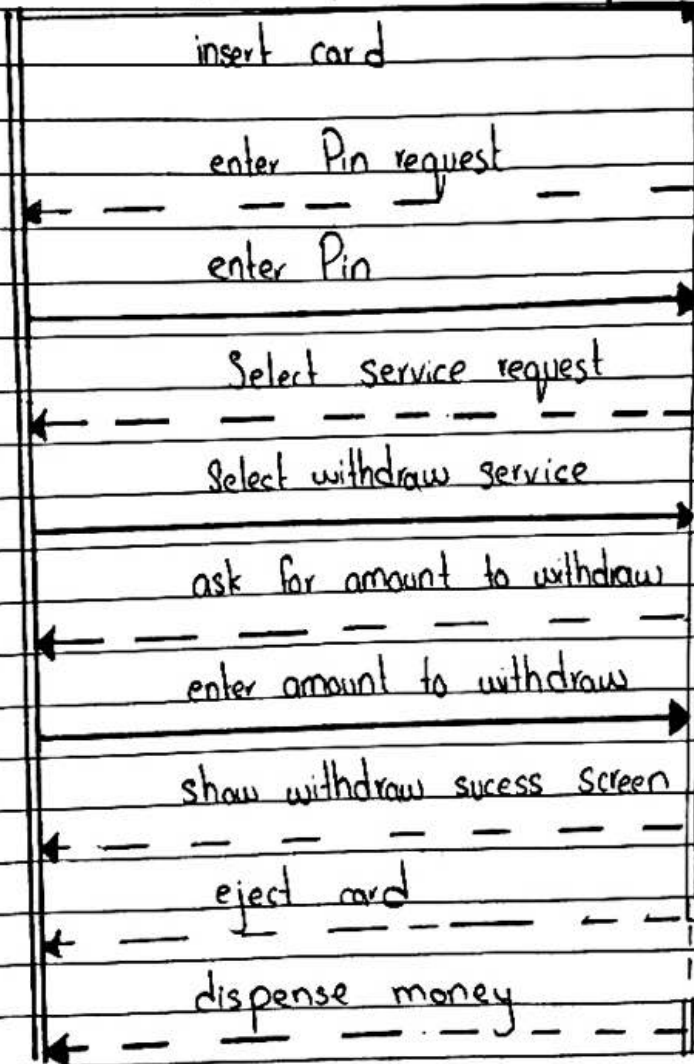 insert card
enter Pin request
enter Pin
Select service request
Select withdraw service
ask for amount to withdraw
enter amount to withdraw
show withdraw sucess screen
eject card
dispense money